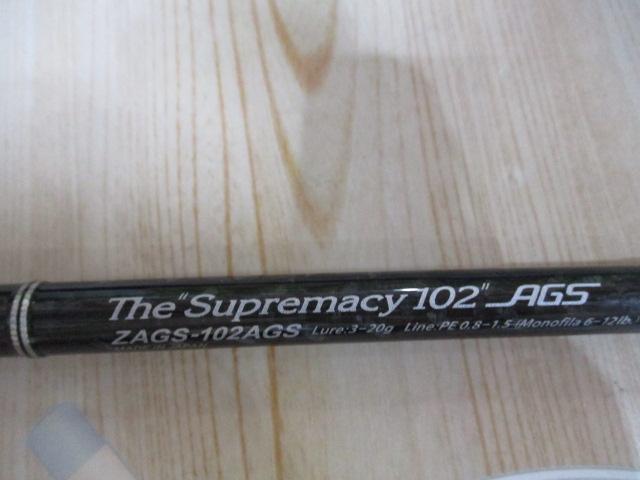 The "Supremacy 102" AGS
ZAGS-102AGS Lure:3-20g Line:PE 0.8-1.5 (Monofila 6-12lb.